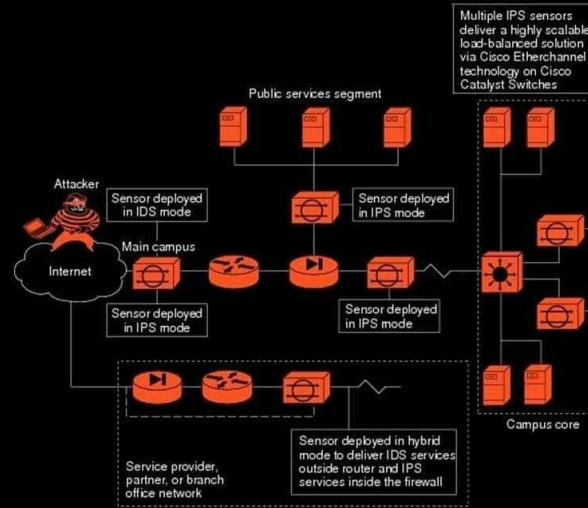 Multiple IPS sensors
deliver a highly scalable
load-balanced solution
via Cisco Etherchannel
technology on Cisco
Catalyst Switches
Public services segment
Attacker
Sensor deployed
in IDS mode
Sensor deployed
in IPS mode
Main campus
Internet
Sensor deployed
in IPS mode
Sensor deployed
in IPS mode
Campus core
Sensor deployed in hybrid
mode to deliver IDS services
outside router and IPS
services inside the firewall
Service provider,
partner, or branch
office network